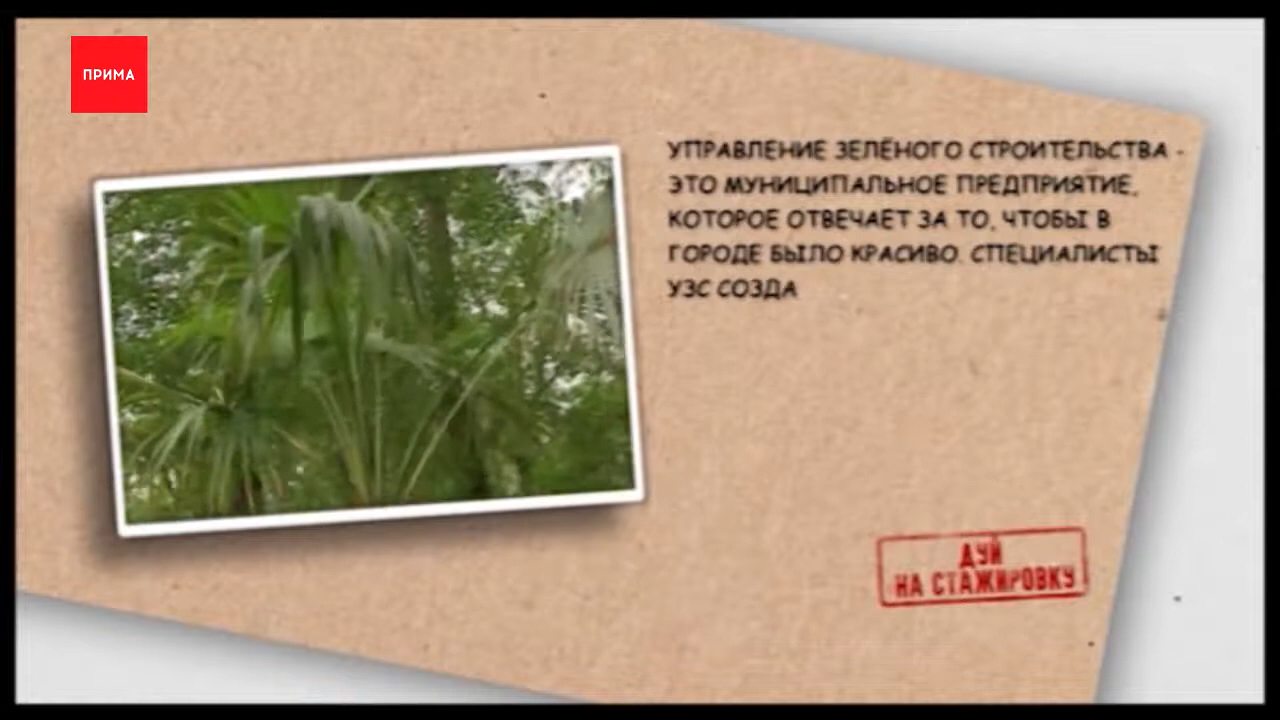 ПРИМА
УПРАВЛЕНИЕ ЗЕЛЁНОГО СТРОИТЕЛЬСТВА -
ЭТО МУНИЦИПАЛЬНОЕ ПРЕДПРИЯТИЕ,
КОТОРОЕ ОТВЕЧАЕТ ЗА ТО, ЧТОБЫ В
ГОРОДЕ БЫЛО КРАСИВО. СПЕЦИАЛИСТЫ
УЗС СОЗДА
ДУЙ
НА СТАЖИРОВКУ